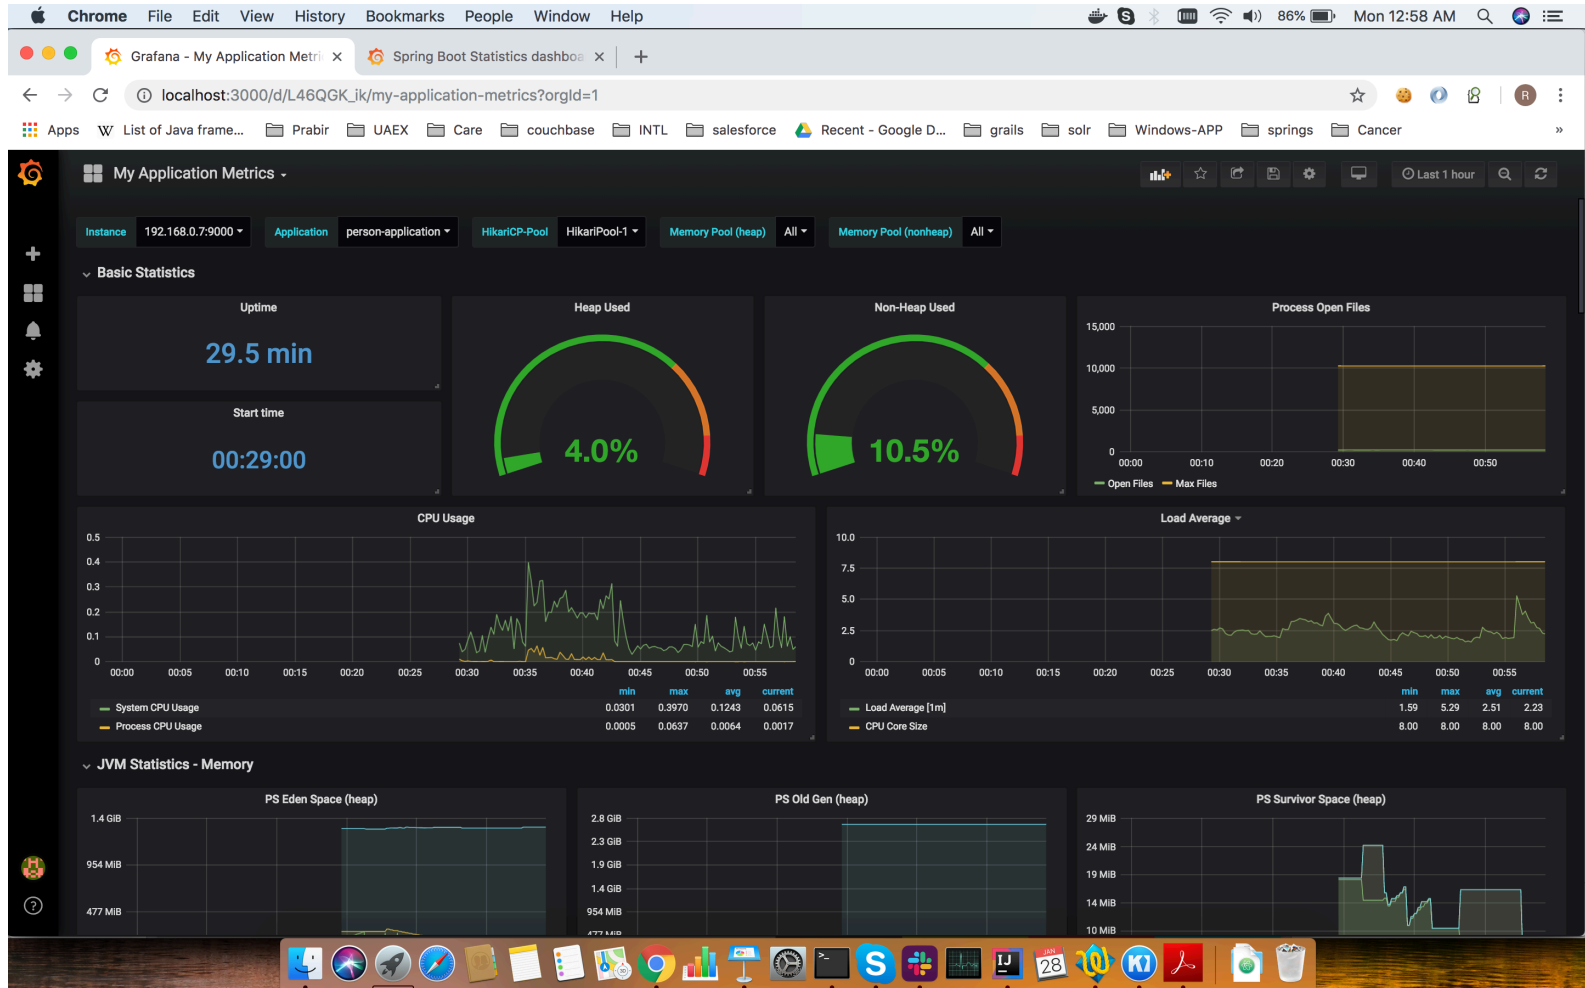 Chrome File Edit View History Bookmarks People Window Help 86% Mon 12:58 AM
Grafana - My Application Metri
Spring Boot Statistics dashboa
localhost:3000/d/L46QGK_ik/my-application-metrics?orgId=1
R
Apps W List of Java frame... Prabir UAEX Care couchbase INTL salesforce Recent - Google D... grails solr Windows-APP springs Cancer »
My Application Metrics
Last 1 hour
Instance 192.168.0.7:9000 Application person-application HikariCP-Pool HikariPool-1 Memory Pool (heap) All Memory Pool (nonheap) All
Basic Statistics
Uptime
29.5 min
Start time
00:29:00
Heap Used
4.0%
Non-Heap Used
10.5%
Process Open Files
15,000
10,000
5,000
0
00:00 00:10 00:20 00:30 00:40 00:50
Open Files Max Files
CPU Usage
0.5
0.4
0.3
0.2
0.1
0
00:00 00:05 00:10 00:15 00:20 00:25 00:30 00:35 00:40 00:45 00:50 00:55
min max avg current
System CPU Usage 0.0301 0.3970 0.1243 0.0615
Process CPU Usage 0.0005 0.0637 0.0064 0.0017
Load Average
10.0
7.5
5.0
2.5
0
00:00 00:05 00:10 00:15 00:20 00:25 00:30 00:35 00:40 00:45 00:50 00:55
min max avg current
Load Average [1m] 1.59 5.29 2.51 2.23
CPU Core Size 8.00 8.00 8.00 8.00
JVM Statistics - Memory
PS Eden Space (heap)
1.4 GiB
954 MiB
477 MiB
PS Old Gen (heap)
2.8 GiB
2.3 GiB
1.9 GiB
1.4 GiB
954 MiB
477 MiB
PS Survivor Space (heap)
29 MiB
24 MiB
19 MiB
14 MiB
10 MiB
S IJ JAN 28 KI